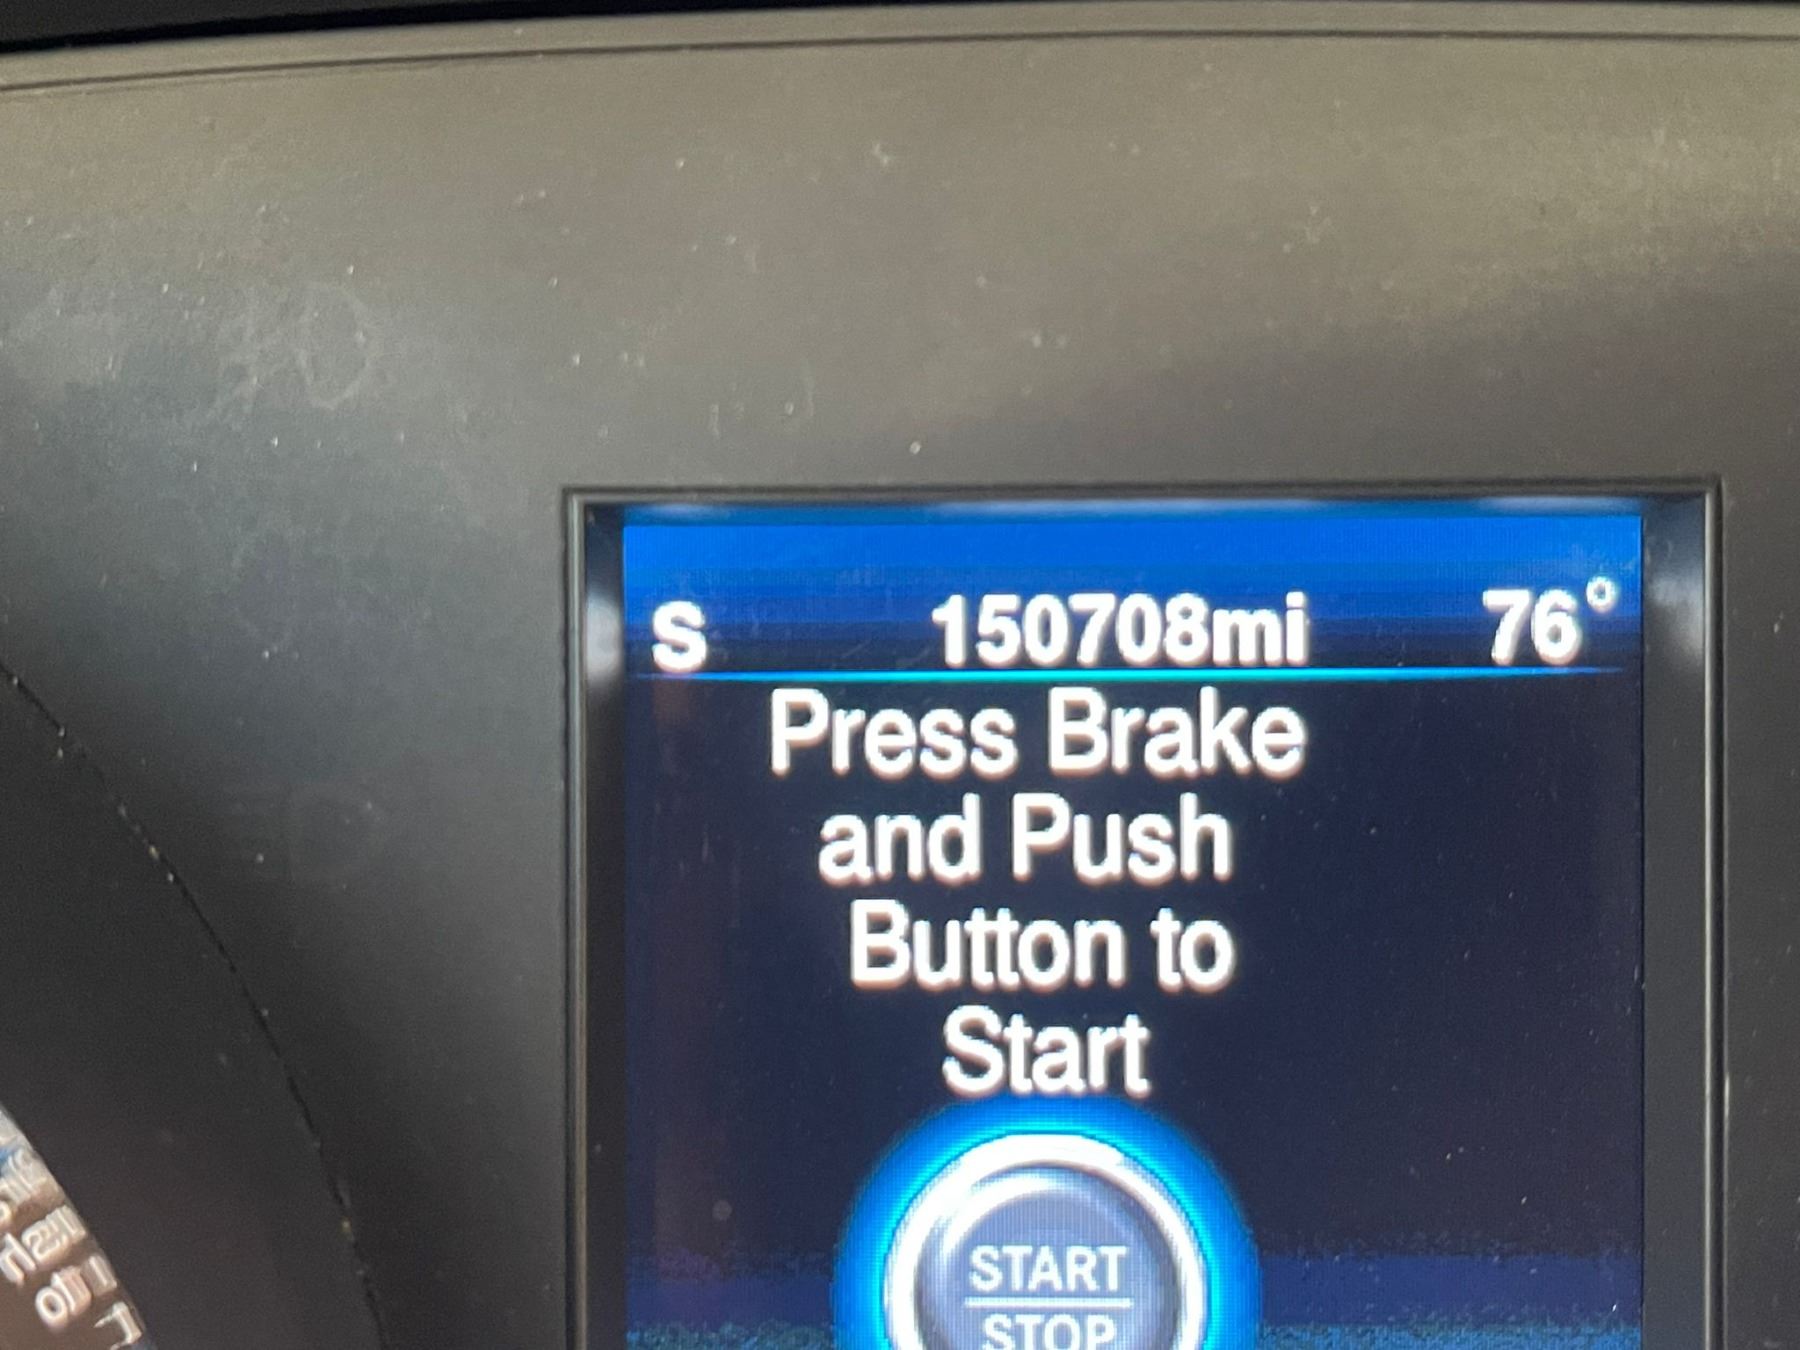 S 150708mi 76°
Press Brake
and Push
Button to
Start
START
STOP